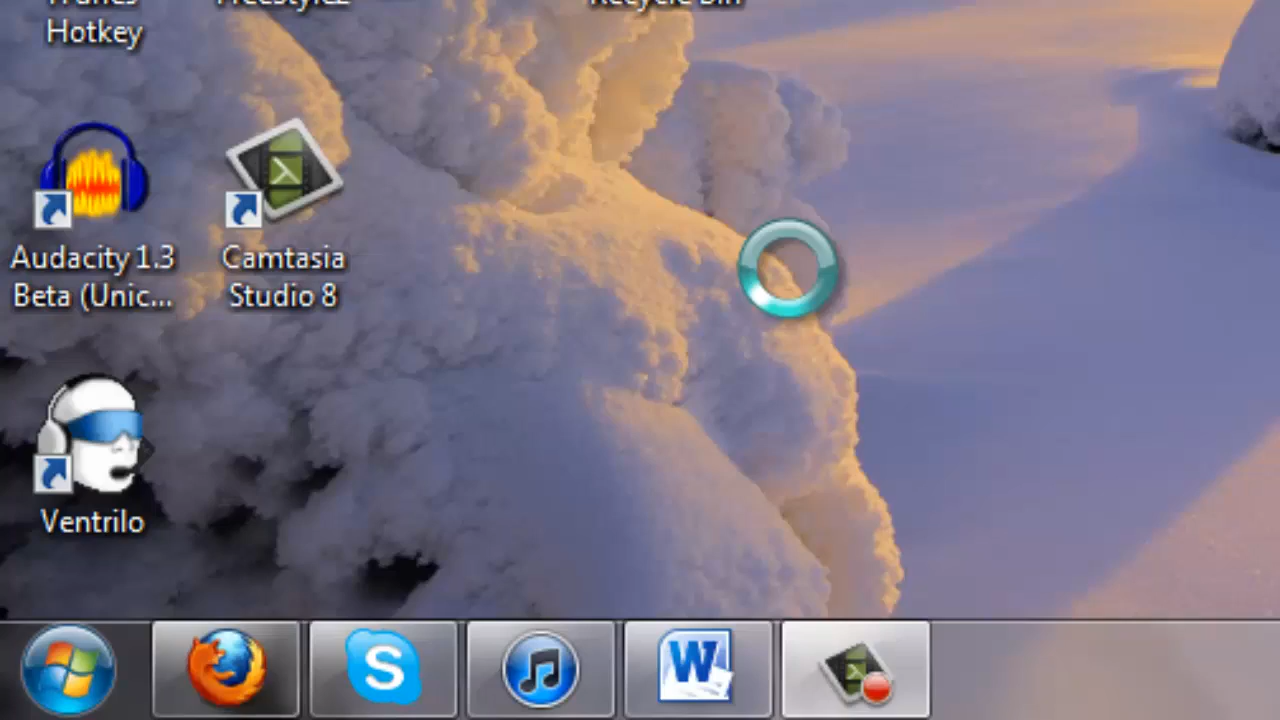 Hotkey
Recycle Bin
Audacity 1.3
Beta (Unic...
Camtasia
Studio 8
Ventrilo